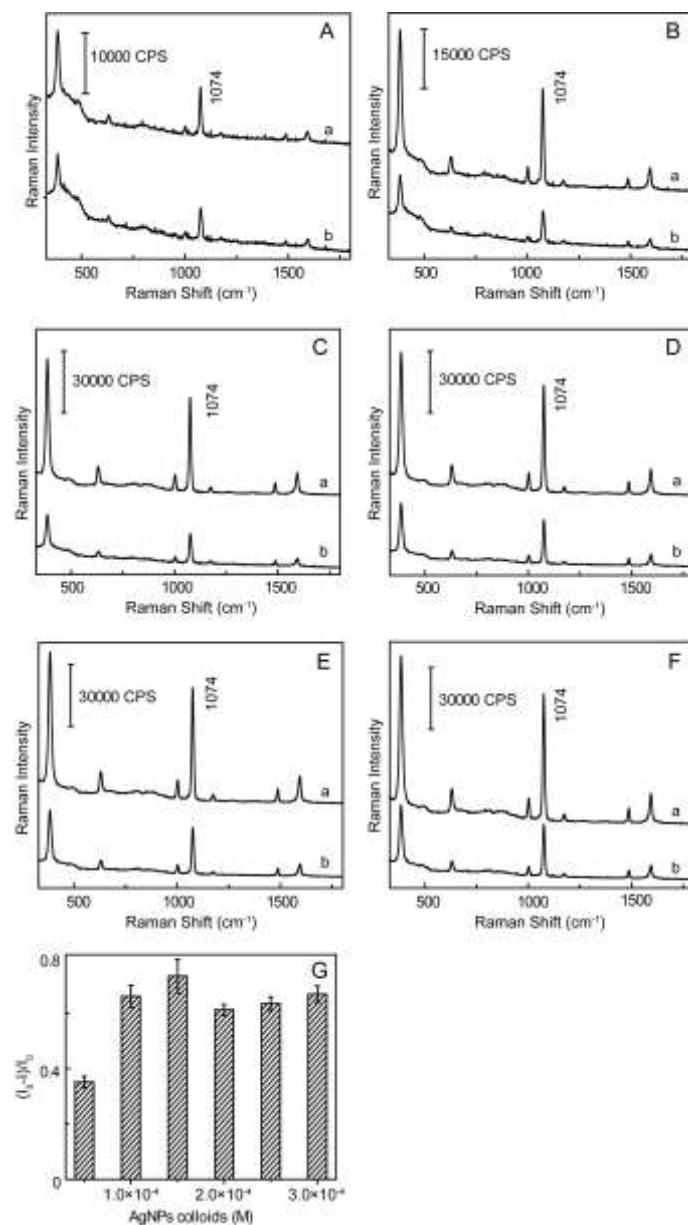 A
10000 CPS
1074
a
b
Raman Intensity
500 1000 1500
Raman Shift (cm⁻¹)
B
15000 CPS
1074
a
b
Raman Intensity
500 1000 1500
Raman Shift (cm⁻¹)
C
30000 CPS
1074
a
b
Raman Intensity
500 1000 1500
Raman Shift (cm⁻¹)
D
30000 CPS
1074
a
b
Raman Intensity
500 1000 1500
Raman Shift (cm⁻¹)
E
30000 CPS
1074
a
b
Raman Intensity
500 1000 1500
Raman Shift (cm⁻¹)
F
30000 CPS
1074
a
b
Raman Intensity
500 1000 1500
Raman Shift (cm⁻¹)
G
0.8
0.4
0
(I₀-I)/I₀
1.0×10⁻⁴ 2.0×10⁻⁴ 3.0×10⁻⁴
AgNPs colloids (M)